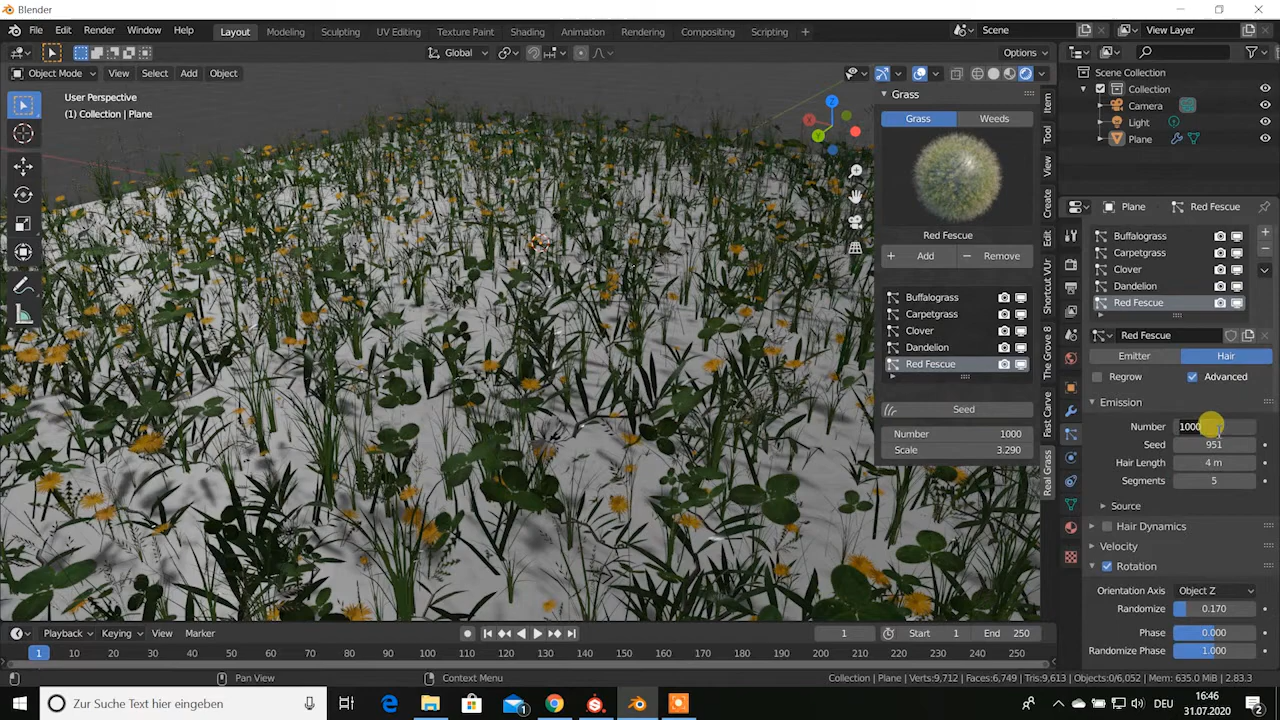 Blender
File Edit Render Window Help
Layout Modeling Sculpting UV Editing Texture Paint Shading Animation Rendering Compositing Scripting +
Scene
View Layer
Global
Options
Object Mode View Select Add Object
User Perspective
(1) Collection | Plane
Z
Y
Grass
Grass Weeds
Red Fescue
+ Add − Remove
Buffalograss
Carpetgrass
Clover
Dandelion
Red Fescue
Seed
Number 1000
Scale 3.290
Item
Tool
View
Create
Edit
Shortcut VUr
The Grove 8
Fast Carve
Real Grass
Scene Collection
Collection
Camera
Light
Plane
Plane > Red Fescue
Buffalograss
Carpetgrass
Clover
Dandelion
Red Fescue
Red Fescue
Emitter Hair
Regrow Advanced
Emission
Number 1000
Seed 951
Hair Length 4 m
Segments 5
Source
Hair Dynamics
Velocity
Rotation
Orientation Axis Object Z
Randomize 0.170
Phase 0.000
Randomize Phase 1.000
Playback Keying View Marker
1 Start 1 End 250
1 10 20 30 40 50 60 70 80 90 100 110 120 130 140 150 160 170 180 190 200 210 220 230 240 250
Pan View
Context Menu
Collection | Plane | Verts:9,712 | Faces:6,749 | Tris:9,613 | Objects:0/6,052 | Mem: 635.0 MiB | 2.83.3
Zur Suche Text hier eingeben
1
DEU
16:46
31.07.2020
2